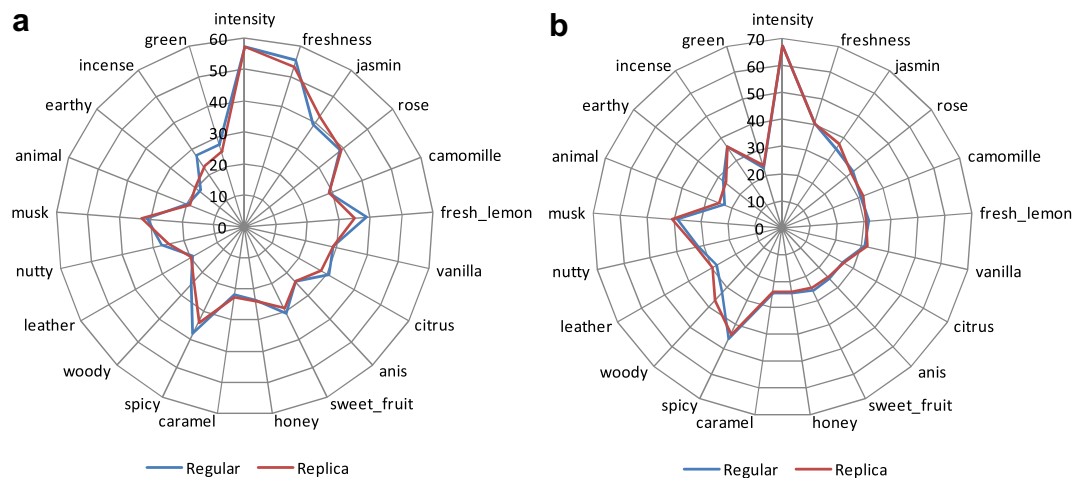 a
intensity
green
freshness
incense
jasmin
earthy
rose
animal
camomille
musk
fresh_lemon
nutty
vanilla
leather
citrus
woody
anis
spicy
sweet_fruit
caramel
honey
60
50
40
30
20
10
0
Regular
Replica
b
intensity
green
freshness
incense
jasmin
earthy
rose
animal
camomille
musk
fresh_lemon
nutty
vanilla
leather
citrus
woody
anis
spicy
sweet_fruit
caramel
honey
70
60
50
40
30
20
10
0
Regular
Replica